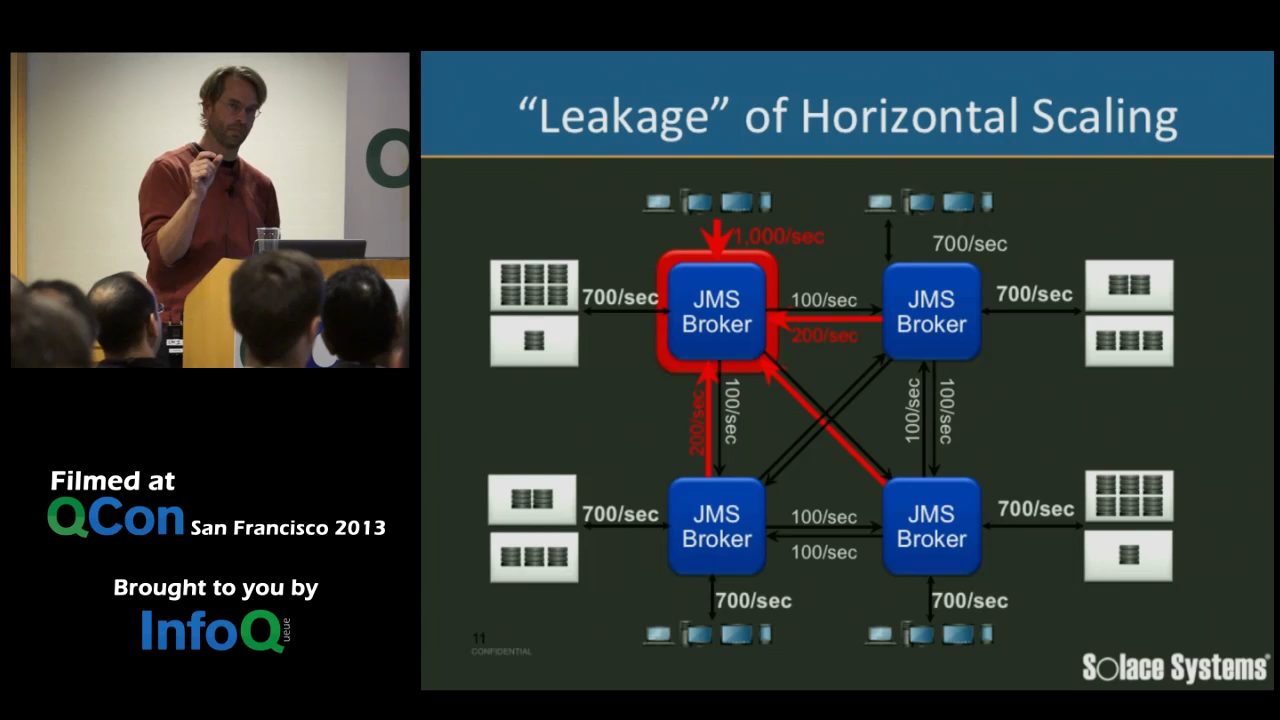 “Leakage” of Horizontal Scaling
1,000/sec
700/sec
700/sec
JMS
Broker
100/sec
200/sec
JMS
Broker
700/sec
200/sec
100/sec
100/sec
100/sec
700/sec
JMS
Broker
100/sec
100/sec
JMS
Broker
700/sec
700/sec
700/sec
11
CONFIDENTIAL
Solace Systems
Filmed at
QCon San Francisco 2013
Brought to you by
InfoQ
ueue